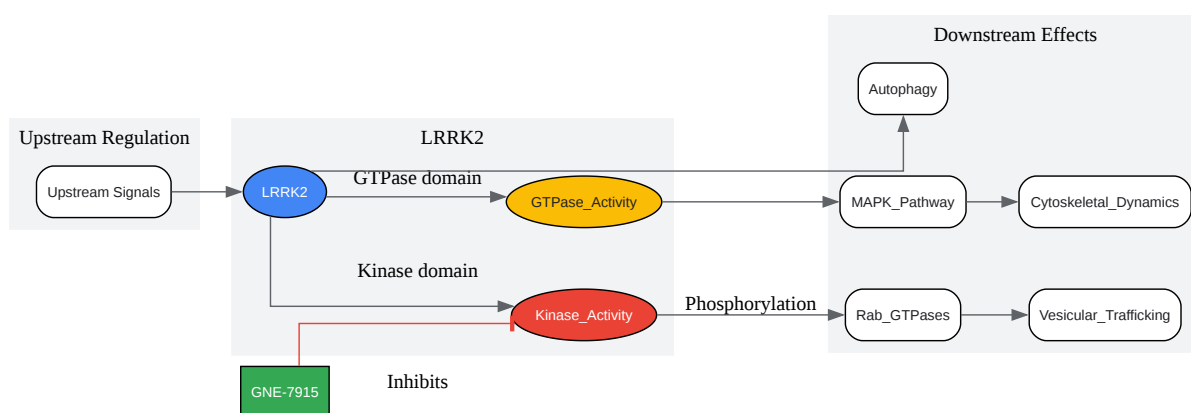 Downstream Effects
Autophagy
Upstream Regulation
LRRK2
Upstream Signals
LRRK2
GTPase domain
GTPase_Activity
MAPK_Pathway
Cytoskeletal_Dynamics
Kinase domain
Kinase_Activity
Phosphorylation
Rab_GTPases
Vesicular_Trafficking
GNE-7915
Inhibits